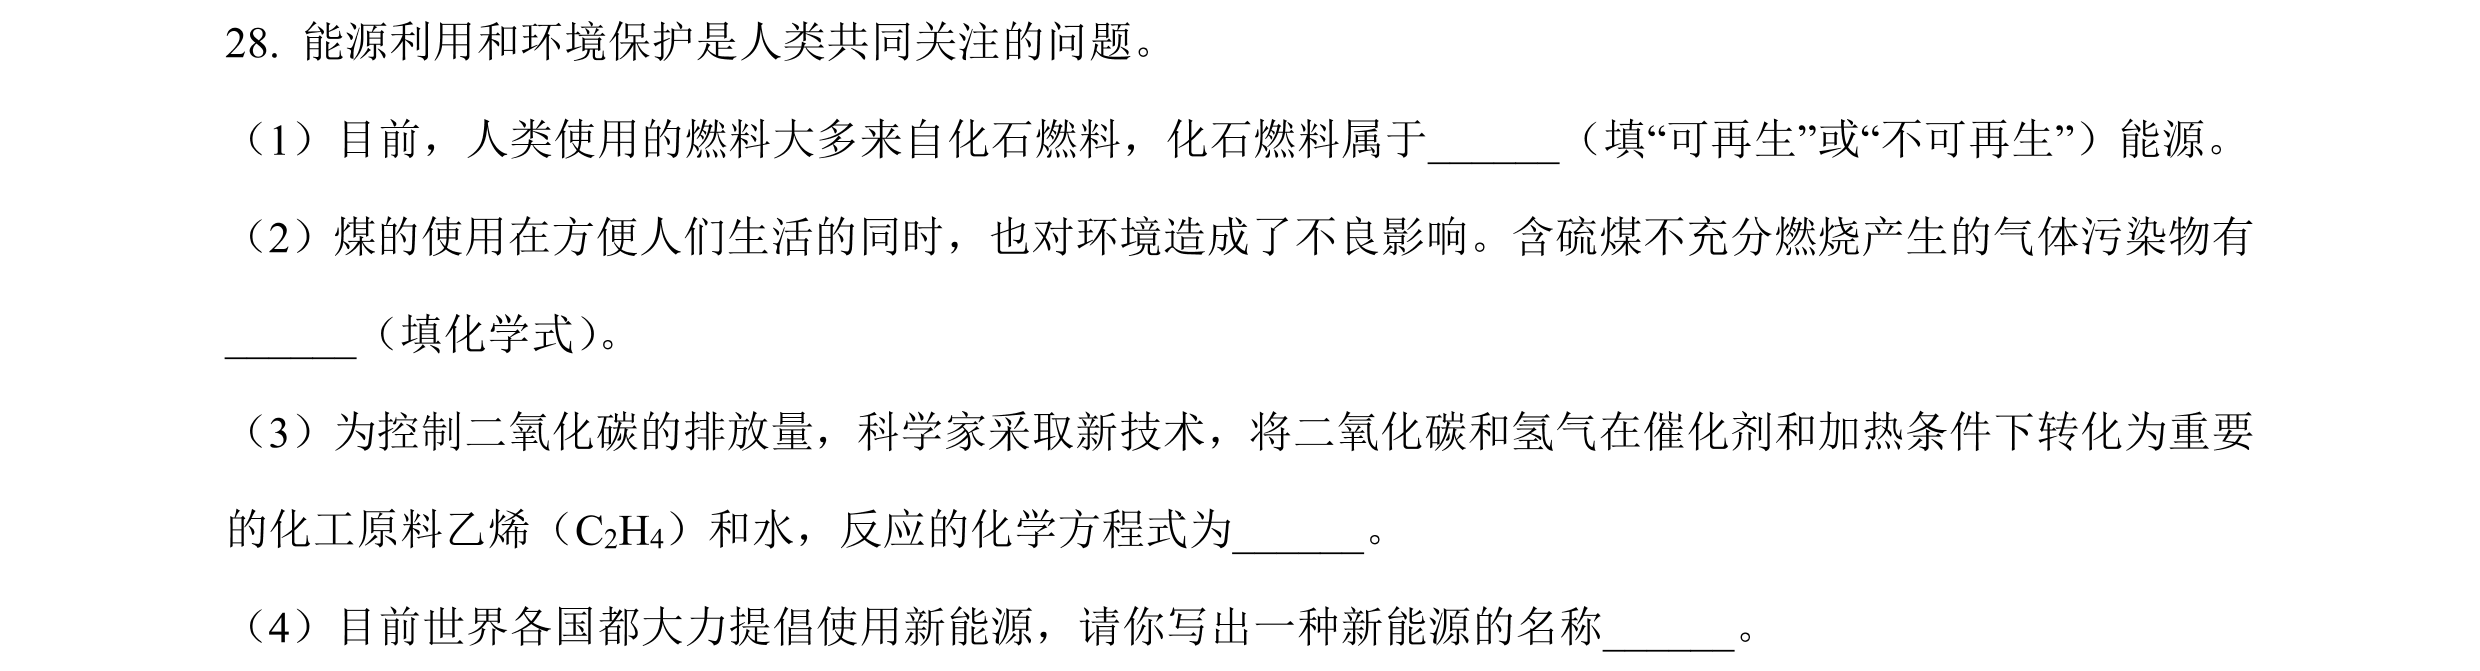 28. 能源利用和环境保护是人类共同关注的问题。
（1）目前，人类使用的燃料大多来自化石燃料，化石燃料属于______（填“可再生”或“不可再生”）能源。
（2）煤的使用在方便人们生活的同时，也对环境造成了不良影响。含硫煤不充分燃烧产生的气体污染物有
______（填化学式）。
（3）为控制二氧化碳的排放量，科学家采取新技术，将二氧化碳和氢气在催化剂和加热条件下转化为重要
的化工原料乙烯（C₂H₄）和水，反应的化学方程式为______。
（4）目前世界各国都大力提倡使用新能源，请你写出一种新能源的名称______。